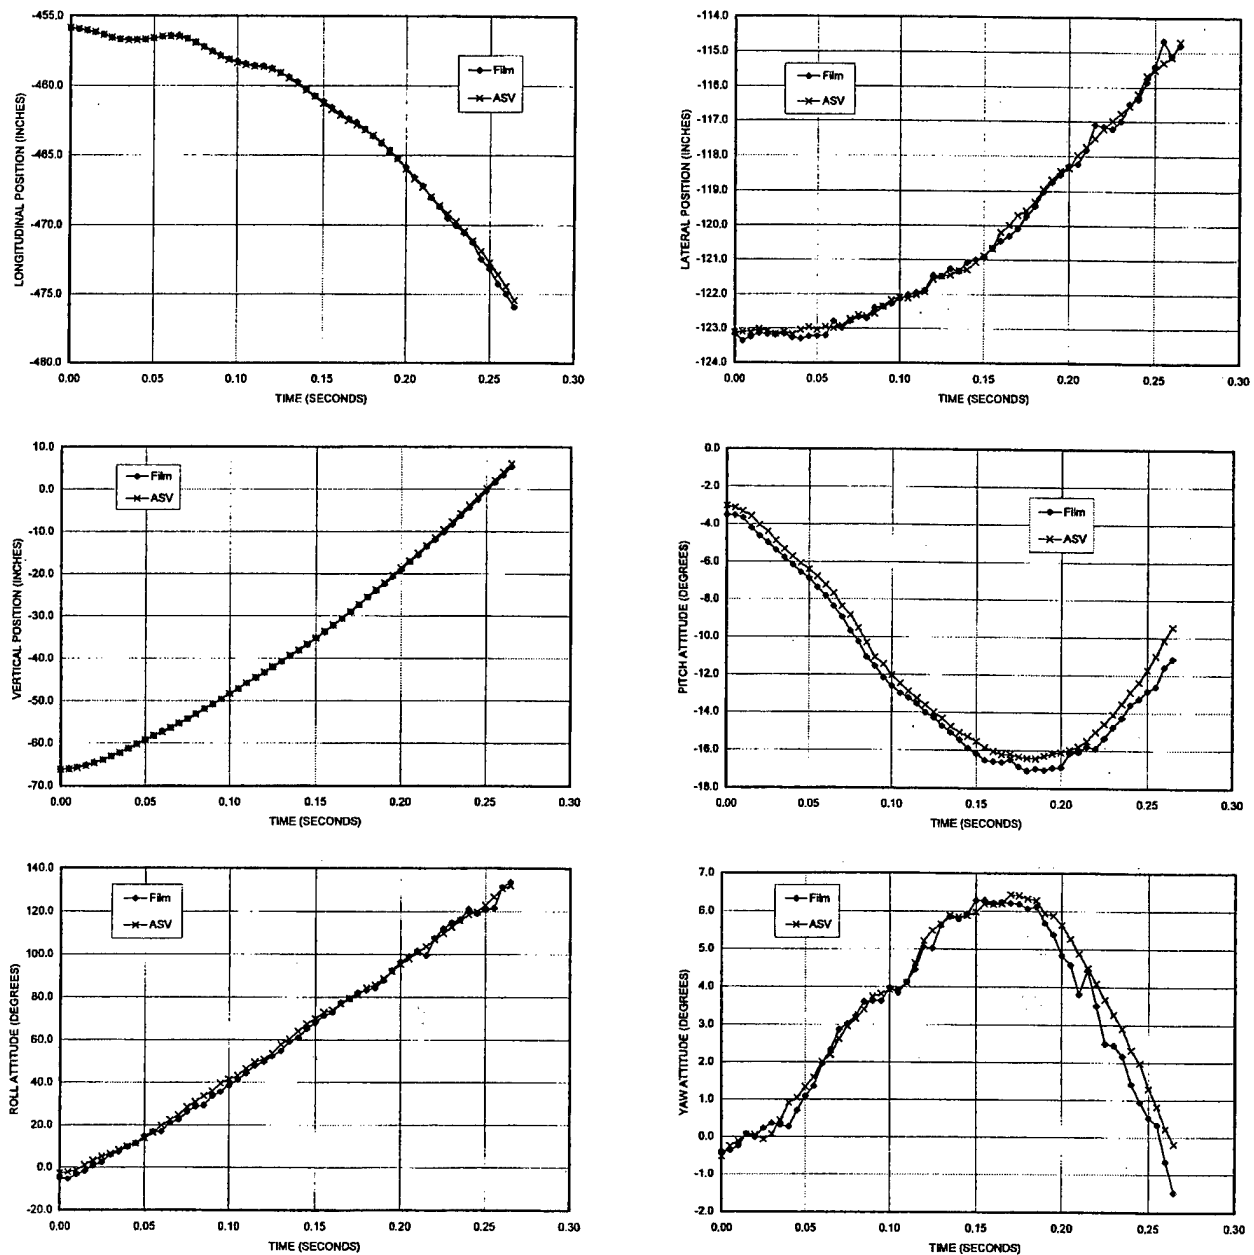 -455.0
-460.0
-465.0
-470.0
-475.0
-480.0
LONGITUDINAL POSITION (INCHES)
Film
ASV
0.00 0.05 0.10 0.15 0.20 0.25 0.30
TIME (SECONDS)
-114.0
-115.0
-116.0
-117.0
-118.0
-119.0
-120.0
-121.0
-122.0
-123.0
-124.0
LATERAL POSITION (INCHES)
Film
ASV
0.00 0.05 0.10 0.15 0.20 0.25 0.30
TIME (SECONDS)
10.0
0.0
-10.0
-20.0
-30.0
-40.0
-50.0
-60.0
-70.0
VERTICAL POSITION (INCHES)
Film
ASV
0.00 0.05 0.10 0.15 0.20 0.25 0.30
TIME (SECONDS)
0.0
-2.0
-4.0
-6.0
-8.0
-10.0
-12.0
-14.0
-16.0
-18.0
PITCH ATTITUDE (DEGREES)
Film
ASV
0.00 0.05 0.10 0.15 0.20 0.25 0.30
TIME (SECONDS)
140.0
120.0
100.0
80.0
60.0
40.0
20.0
0.0
-20.0
ROLL ATTITUDE (DEGREES)
Film
ASV
0.00 0.05 0.10 0.15 0.20 0.25 0.30
TIME (SECONDS)
7.0
6.0
5.0
4.0
3.0
2.0
1.0
0.0
-1.0
-2.0
YAW ATTITUDE (DEGREES)
Film
ASV
0.00 0.05 0.10 0.15 0.20 0.25 0.30
TIME (SECONDS)